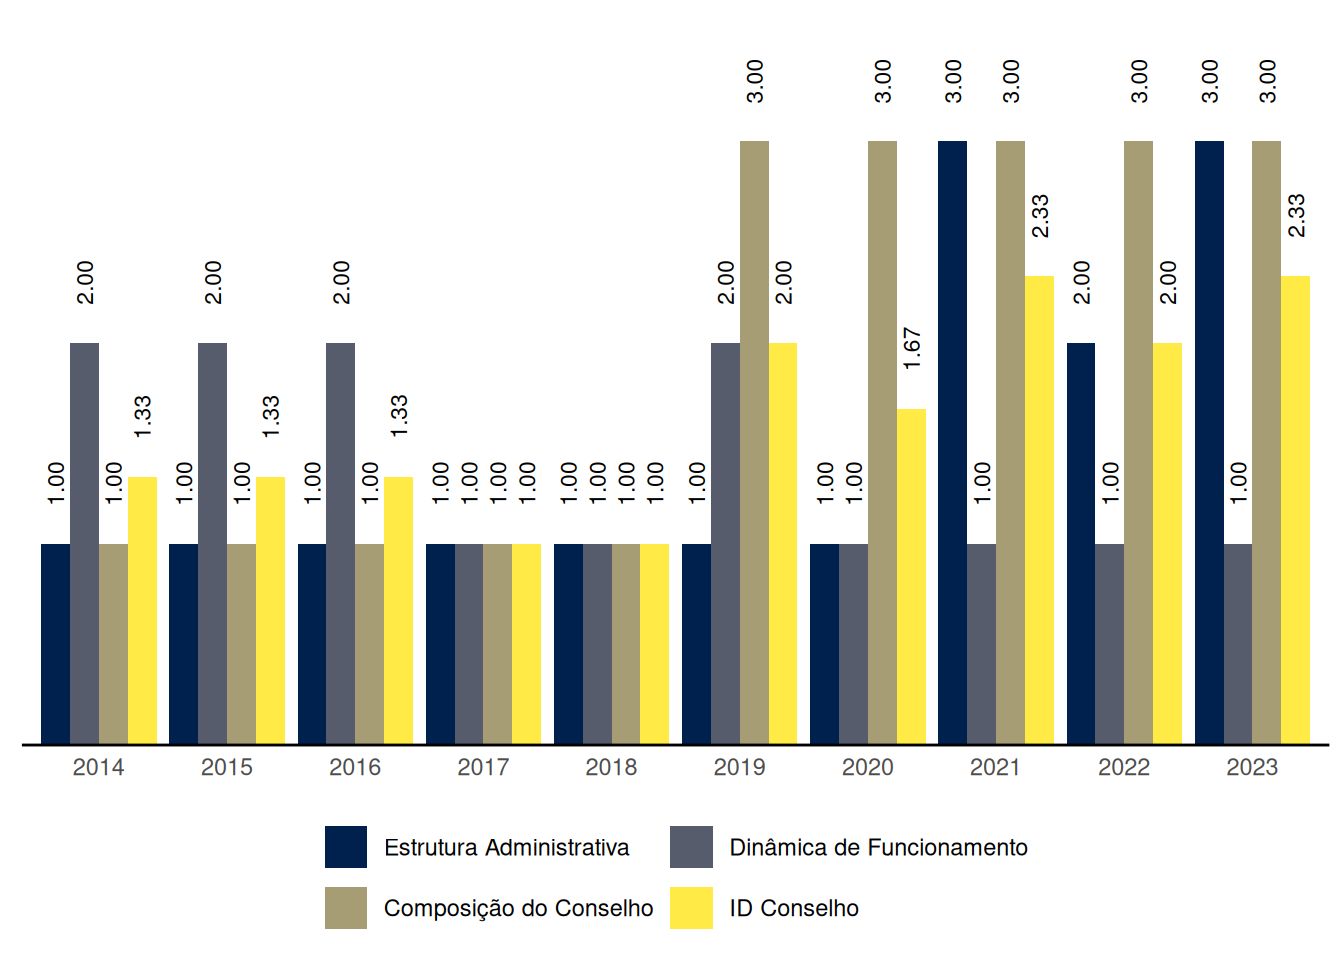 1.00 2.00 1.00 1.33 1.00 2.00 1.00 1.33 1.00 2.00 1.00 1.33 1.00 1.00 1.00 1.00 1.00 1.00 1.00 1.00 1.00 2.00 3.00 2.00 1.00 1.00 3.00 1.67 3.00 1.00 3.00 2.33 2.00 1.00 3.00 2.00 3.00 1.00 3.00 2.33
2014 2015 2016 2017 2018 2019 2020 2021 2022 2023
Estrutura Administrativa Dinâmica de Funcionamento
Composição do Conselho ID Conselho